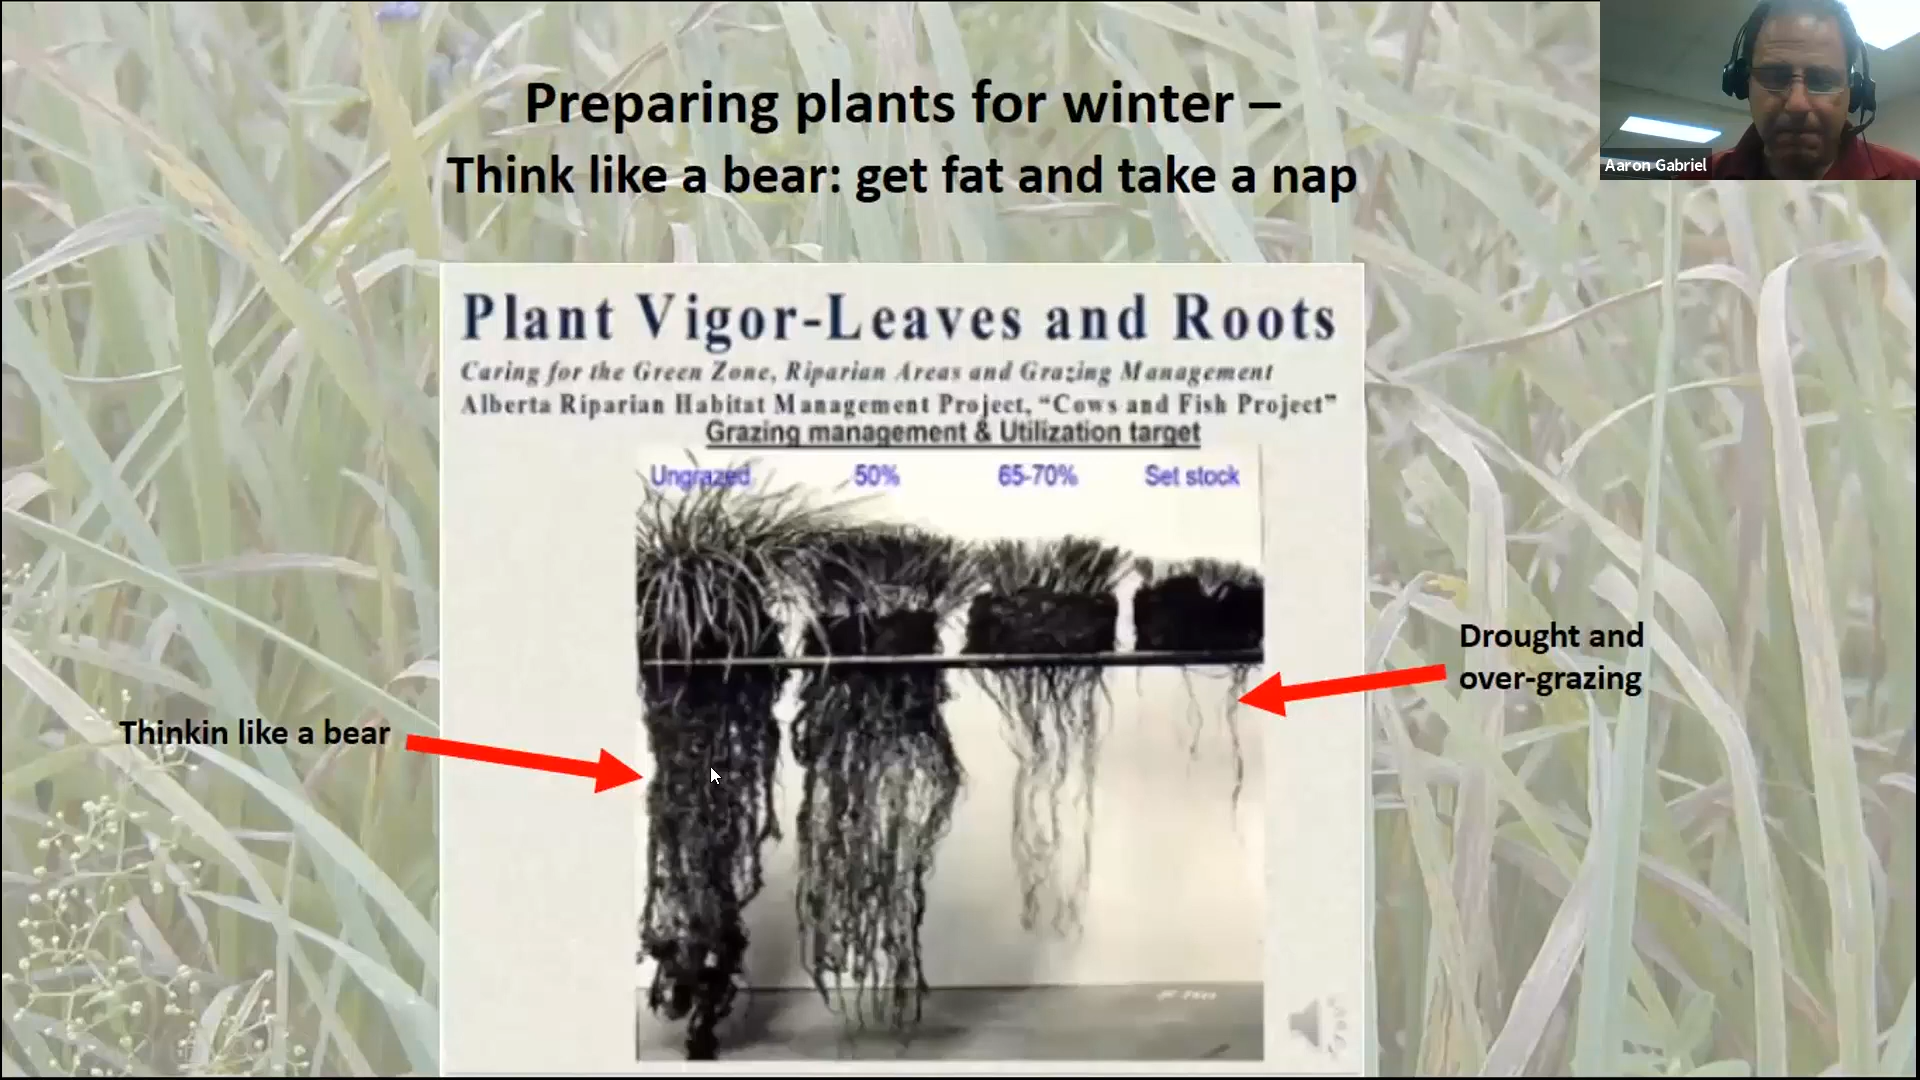 Preparing plants for winter –
Think like a bear: get fat and take a nap
Aaron Gabriel
Plant Vigor-Leaves and Roots
Caring for the Green Zone, Riparian Areas and Grazing Management
Alberta Riparian Habitat Management Project, “Cows and Fish Project”
Grazing management & Utilization target
Ungrazed 50% 65-70% Set stock
Drought and
over-grazing
Thinkin like a bear